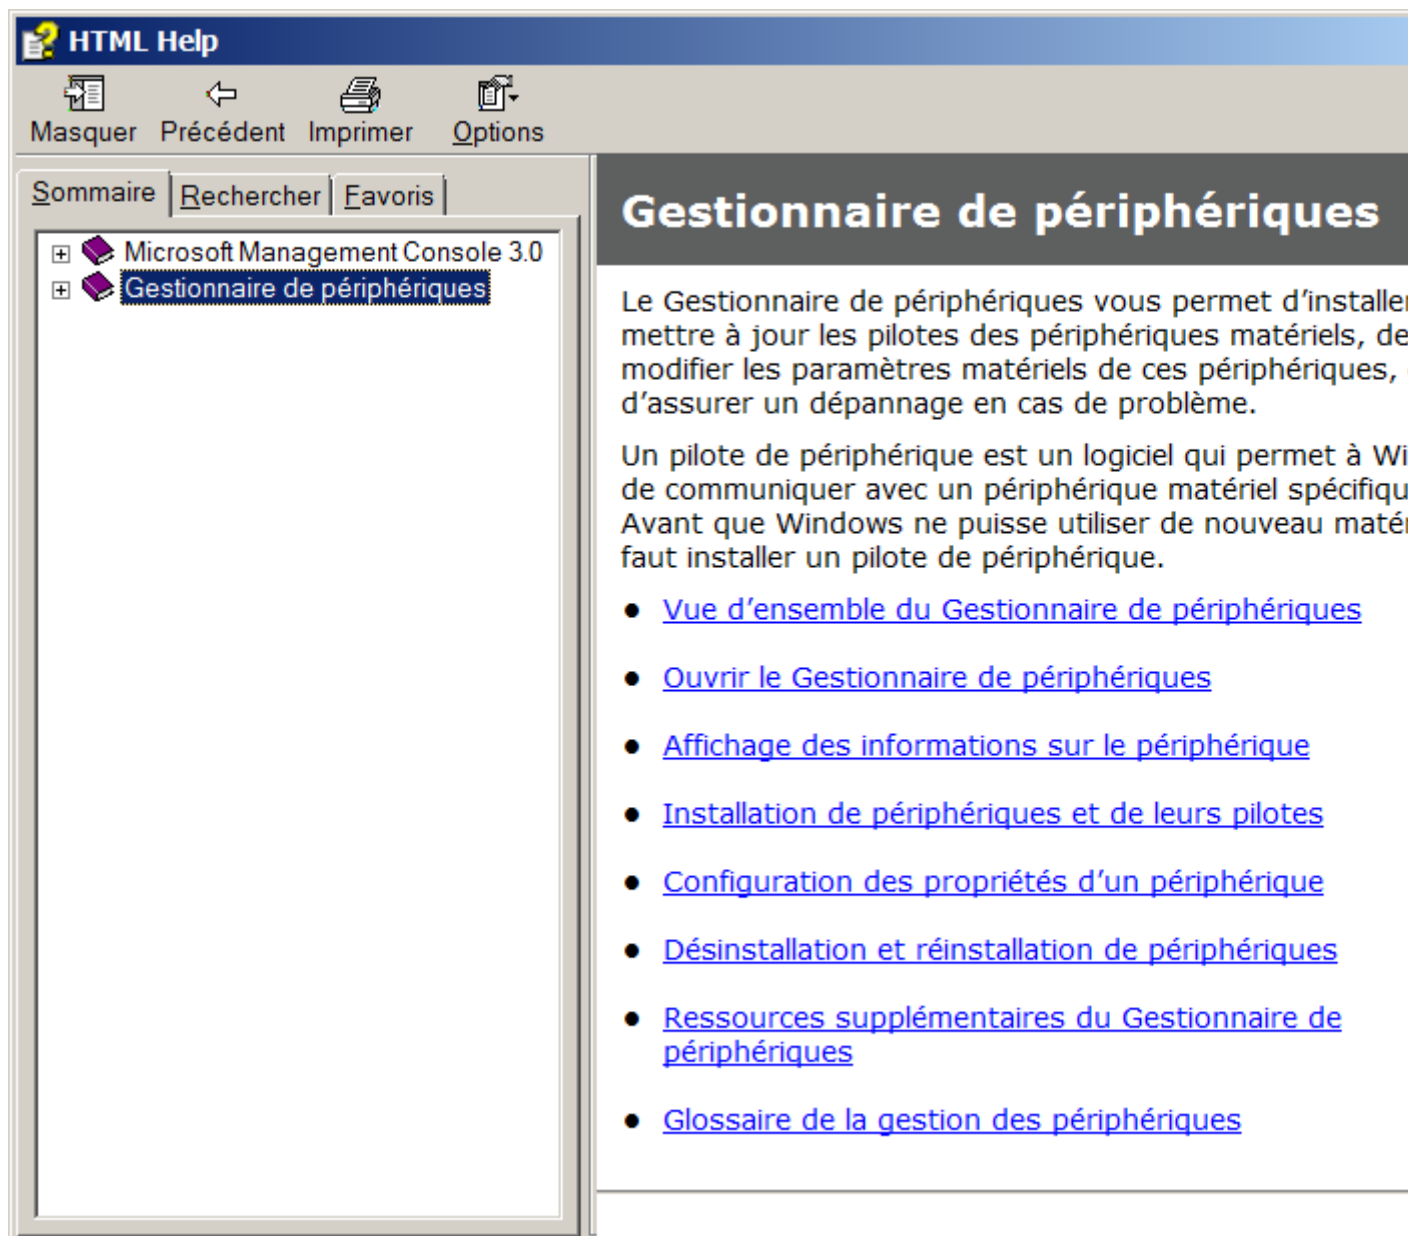 HTML Help
Masquer Précédent Imprimer Options
Sommaire Rechercher Favoris
Microsoft Management Console 3.0
Gestionnaire de périphériques
Gestionnaire de périphériques
Le Gestionnaire de périphériques vous permet d’installer
mettre à jour les pilotes des périphériques matériels, de
modifier les paramètres matériels de ces périphériques,
d’assurer un dépannage en cas de problème.
Un pilote de périphérique est un logiciel qui permet à Wi
de communiquer avec un périphérique matériel spécifiqu
Avant que Windows ne puisse utiliser de nouveau matér
faut installer un pilote de périphérique.
Vue d’ensemble du Gestionnaire de périphériques
Ouvrir le Gestionnaire de périphériques
Affichage des informations sur le périphérique
Installation de périphériques et de leurs pilotes
Configuration des propriétés d’un périphérique
Désinstallation et réinstallation de périphériques
Ressources supplémentaires du Gestionnaire de
périphériques
Glossaire de la gestion des périphériques